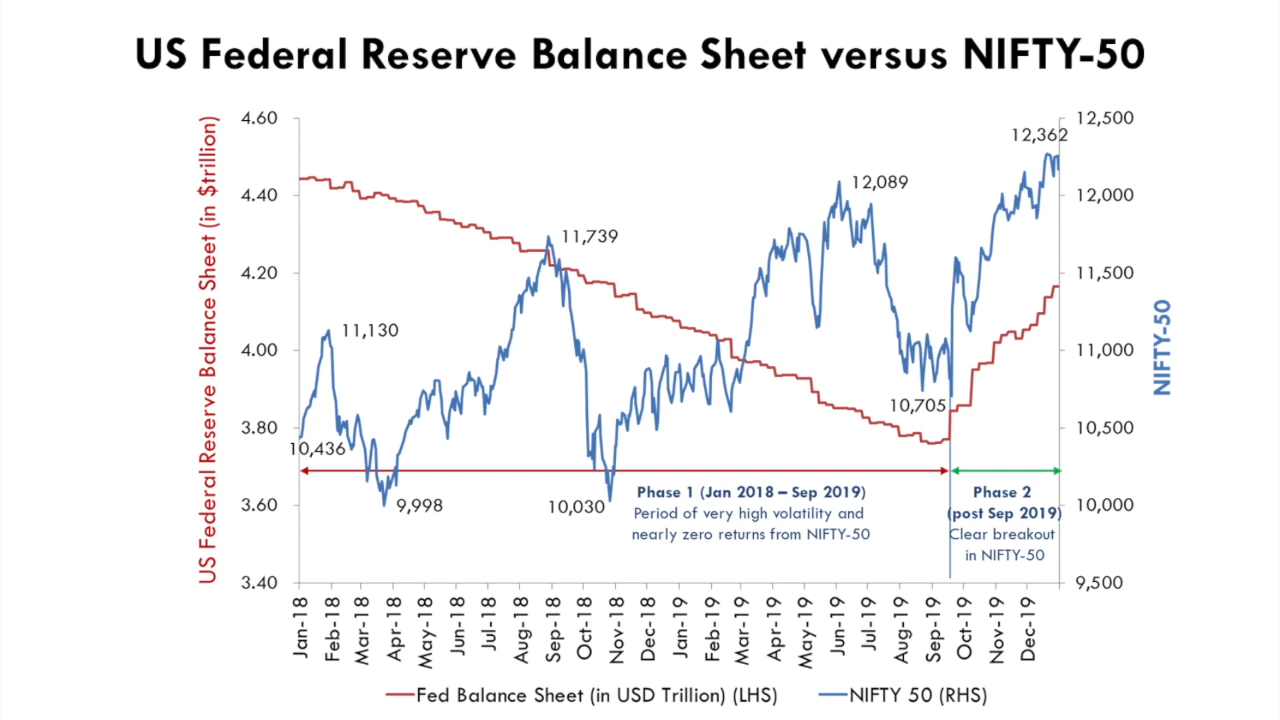 US Federal Reserve Balance Sheet versus NIFTY-50
US Federal Reserve Balance Sheet (in $trillion)
4.60
4.40
4.20
4.00
3.80
3.60
3.40
12,500
12,000
11,500
11,000
10,500
10,000
9,500
NIFTY-50
10,436
11,130
9,998
11,739
10,030
12,089
10,705
12,362
Phase 1 (Jan 2018 – Sep 2019)
Period of very high volatility and
nearly zero returns from NIFTY-50
Phase 2
(post Sep 2019)
Clear breakout
in NIFTY-50
Jan-18
Feb-18
Mar-18
Apr-18
May-18
Jun-18
Jul-18
Aug-18
Sep-18
Oct-18
Nov-18
Dec-18
Jan-19
Feb-19
Mar-19
Apr-19
May-19
Jun-19
Jul-19
Aug-19
Sep-19
Oct-19
Nov-19
Dec-19
Fed Balance Sheet (in USD Trillion) (LHS)
NIFTY 50 (RHS)